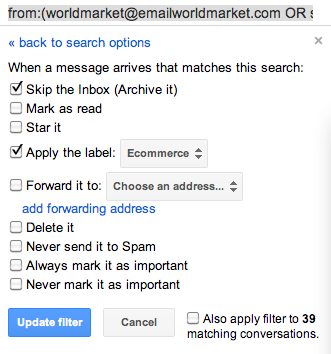 from:(worldmarket@emailworldmarket.com OR
« back to search options
×
When a message arrives that matches this search:
Skip the Inbox (Archive it)
Mark as read
Star it
Apply the label: Ecommerce
Forward it to: Choose an address...
add forwarding address
Delete it
Never send it to Spam
Always mark it as important
Never mark it as important
Update filter Cancel Also apply filter to 39
matching conversations.